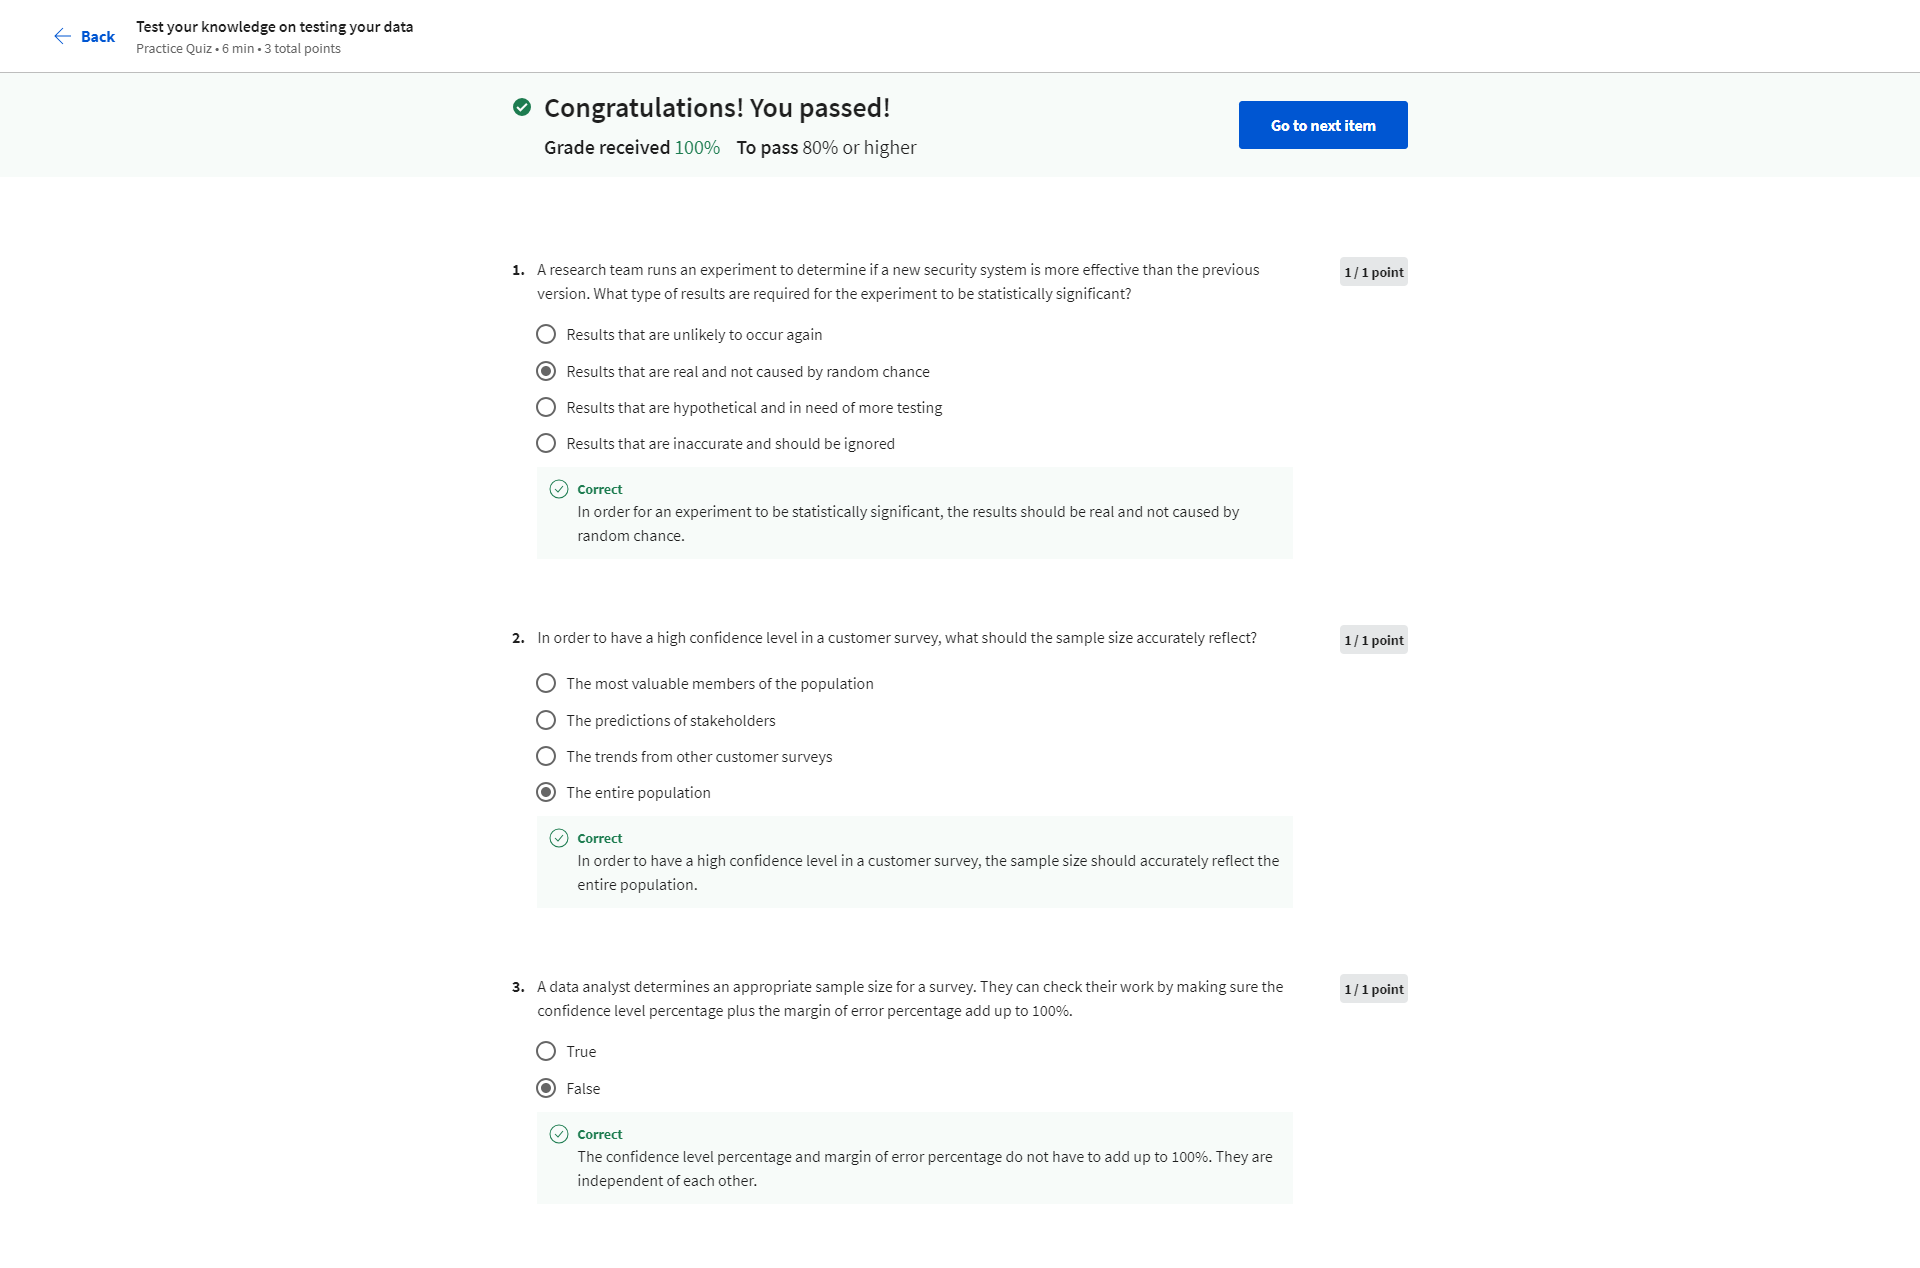 Back
Test your knowledge on testing your data
Practice Quiz • 6 min • 3 total points
Congratulations! You passed!
Grade received 100% To pass 80% or higher
Go to next item
1. A research team runs an experiment to determine if a new security system is more effective than the previous
version. What type of results are required for the experiment to be statistically significant?
1 / 1 point
Results that are unlikely to occur again
Results that are real and not caused by random chance
Results that are hypothetical and in need of more testing
Results that are inaccurate and should be ignored
Correct
In order for an experiment to be statistically significant, the results should be real and not caused by
random chance.
2. In order to have a high confidence level in a customer survey, what should the sample size accurately reflect?
1 / 1 point
The most valuable members of the population
The predictions of stakeholders
The trends from other customer surveys
The entire population
Correct
In order to have a high confidence level in a customer survey, the sample size should accurately reflect the
entire population.
3. A data analyst determines an appropriate sample size for a survey. They can check their work by making sure the
confidence level percentage plus the margin of error percentage add up to 100%.
1 / 1 point
True
False
Correct
The confidence level percentage and margin of error percentage do not have to add up to 100%. They are
independent of each other.